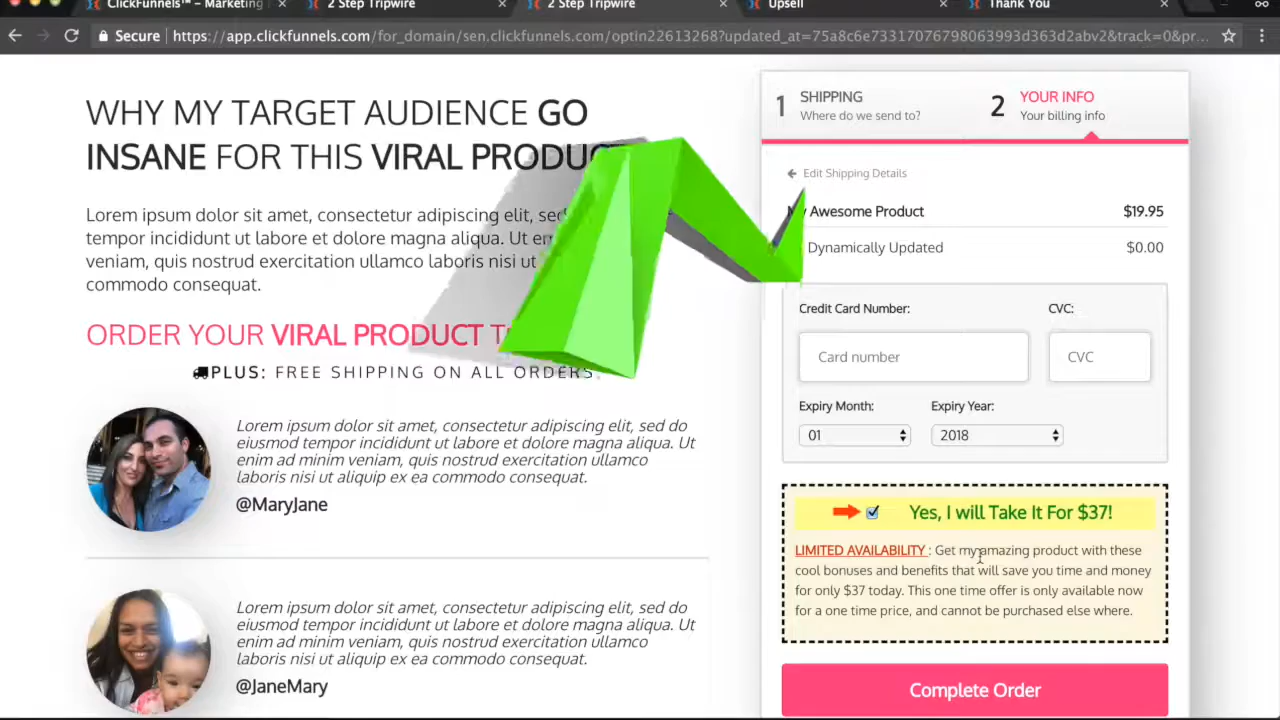 ClickFunnels™ – Marketing
2 Step Tripwire
2 Step Tripwire
Upsell
Thank You
Secure
https://app.clickfunnels.com/for_domain/sen.clickfunnels.com/optin22613268?updated_at=75a8c6e73317076798063993d363d2abv2&track=0&pr...
WHY MY TARGET AUDIENCE GO
INSANE FOR THIS VIRAL PRODUCT
Lorem ipsum dolor sit amet, consectetur adipiscing elit, sed
tempor incididunt ut labore et dolore magna aliqua. Ut en
veniam, quis nostrud exercitation ullamco laboris nisi ut
commodo consequat.
ORDER YOUR VIRAL PRODUCT
PLUS: FREE SHIPPING ON ALL ORDERS.
Lorem ipsum dolor sit amet, consectetur adipiscing elit, sed do
eiusmod tempor incididunt ut labore et dolore magna aliqua. Ut
enim ad minim veniam, quis nostrud exercitation ullamco
laboris nisi ut aliquip ex ea commodo consequat.
@MaryJane
Lorem ipsum dolor sit amet, consectetur adipiscing elit, sed do
eiusmod tempor incididunt ut labore et dolore magna aliqua. Ut
enim ad minim veniam, quis nostrud exercitation ullamco
laboris nisi ut aliquip ex ea commodo consequat.
@JaneMary
1 SHIPPING
Where do we send to?
2 YOUR INFO
Your billing info
Edit Shipping Details
My Awesome Product $19.95
Dynamically Updated $0.00
Credit Card Number: CVC:
Card number CVC
Expiry Month: Expiry Year:
01 2018
Yes, I will Take It For $37!
LIMITED AVAILABILITY : Get my amazing product with these
cool bonuses and benefits that will save you time and money
for only $37 today. This one time offer is only available now
for a one time price, and cannot be purchased else where.
Complete Order